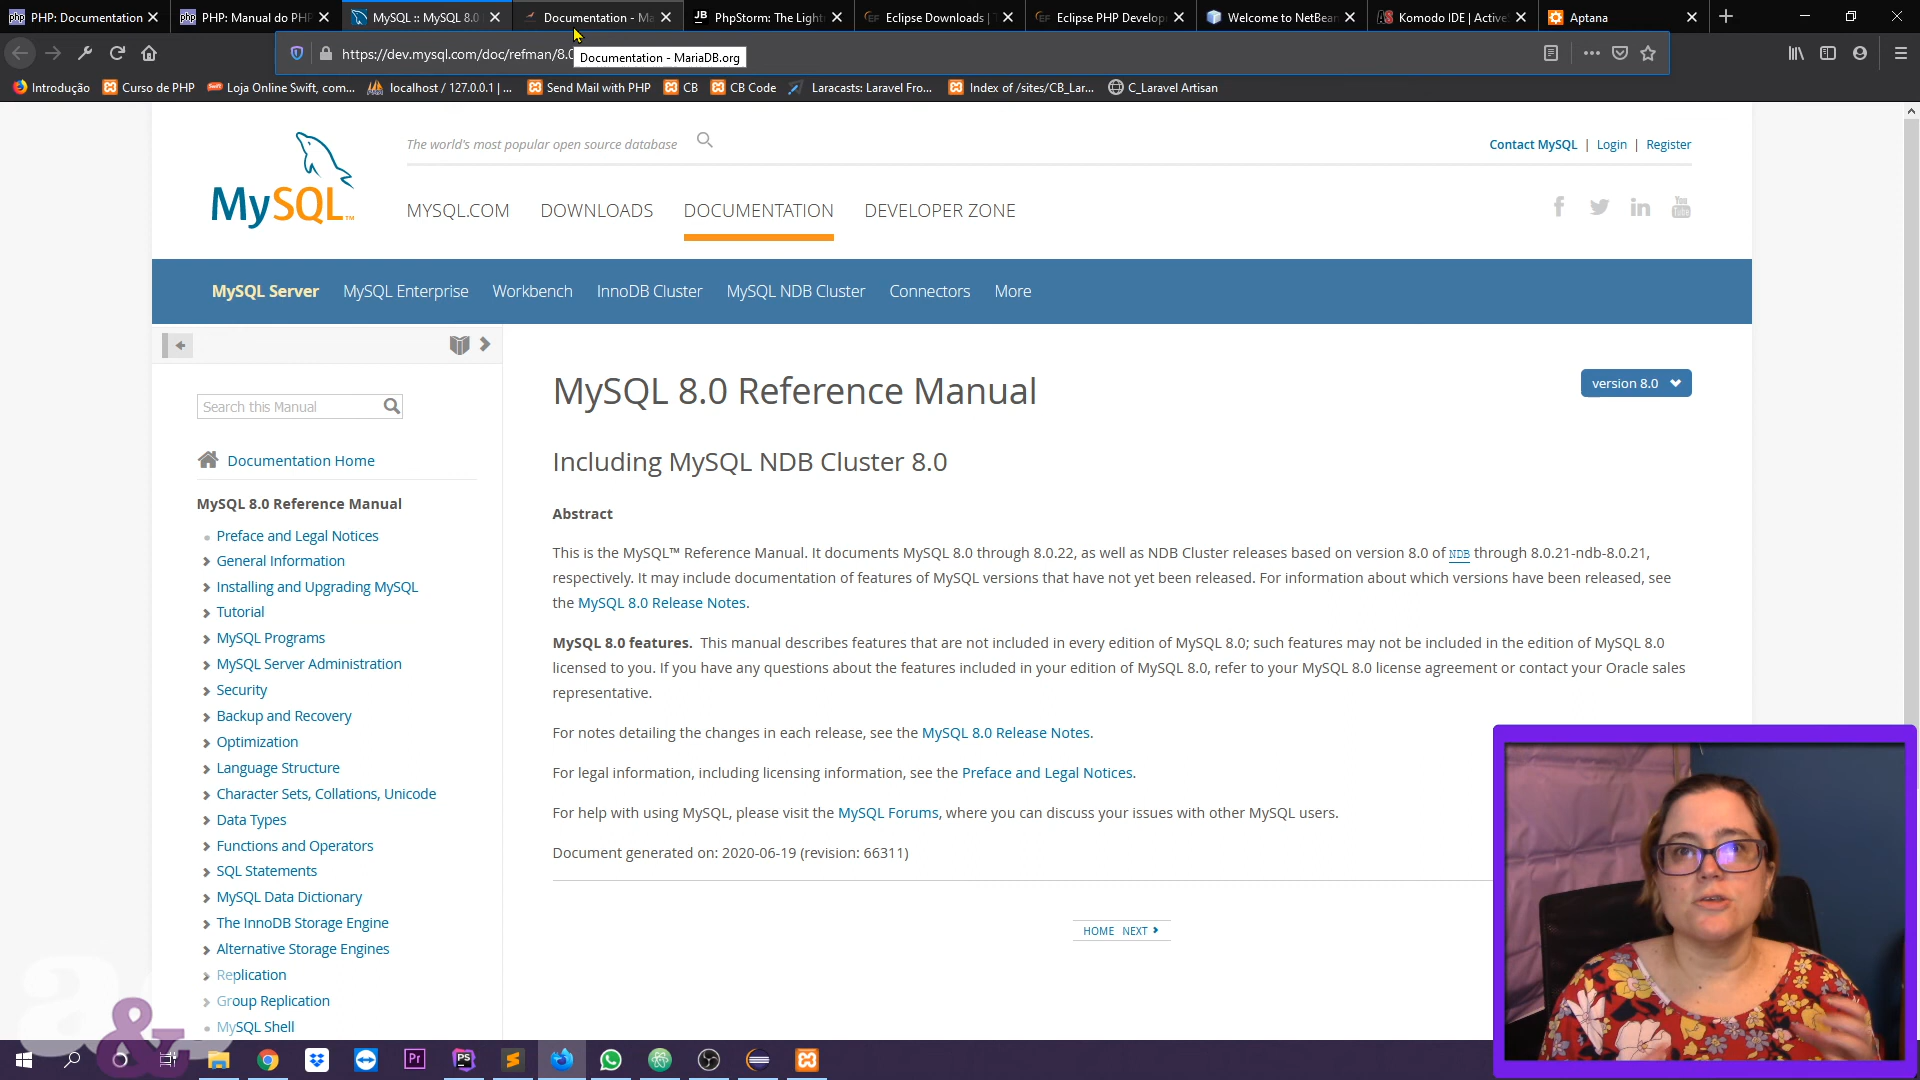 PHP: Documentation
PHP: Manual do PHP
MySQL :: MySQL 8.0
Documentation - Ma
PhpStorm: The Light
Eclipse Downloads | T
Eclipse PHP Develop
Welcome to NetBean
Komodo IDE | Active
Aptana
https://dev.mysql.com/doc/refman/8.0
Documentation - MariaDB.org
Introdução
Curso de PHP
Loja Online Swift, com...
localhost / 127.0.0.1 | ...
Send Mail with PHP
CB
CB Code
Laracasts: Laravel Fro...
Index of /sites/CB_Lar...
C_Laravel Artisan
MySQL™
The world's most popular open source database
Contact MySQL | Login | Register
MYSQL.COM DOWNLOADS DOCUMENTATION DEVELOPER ZONE
MySQL Server MySQL Enterprise Workbench InnoDB Cluster MySQL NDB Cluster Connectors More
Search this Manual
Documentation Home
MySQL 8.0 Reference Manual
Preface and Legal Notices
General Information
Installing and Upgrading MySQL
Tutorial
MySQL Programs
MySQL Server Administration
Security
Backup and Recovery
Optimization
Language Structure
Character Sets, Collations, Unicode
Data Types
Functions and Operators
SQL Statements
MySQL Data Dictionary
The InnoDB Storage Engine
Alternative Storage Engines
Replication
Group Replication
MySQL Shell
MySQL 8.0 Reference Manual
version 8.0
Including MySQL NDB Cluster 8.0
Abstract
This is the MySQL™ Reference Manual. It documents MySQL 8.0 through 8.0.22, as well as NDB Cluster releases based on version 8.0 of NDB through 8.0.21-ndb-8.0.21,
respectively. It may include documentation of features of MySQL versions that have not yet been released. For information about which versions have been released, see
the MySQL 8.0 Release Notes.
MySQL 8.0 features. This manual describes features that are not included in every edition of MySQL 8.0; such features may not be included in the edition of MySQL 8.0
licensed to you. If you have any questions about the features included in your edition of MySQL 8.0, refer to your MySQL 8.0 license agreement or contact your Oracle sales
representative.
For notes detailing the changes in each release, see the MySQL 8.0 Release Notes.
For legal information, including licensing information, see the Preface and Legal Notices.
For help with using MySQL, please visit the MySQL Forums, where you can discuss your issues with other MySQL users.
Document generated on: 2020-06-19 (revision: 66311)
HOME NEXT